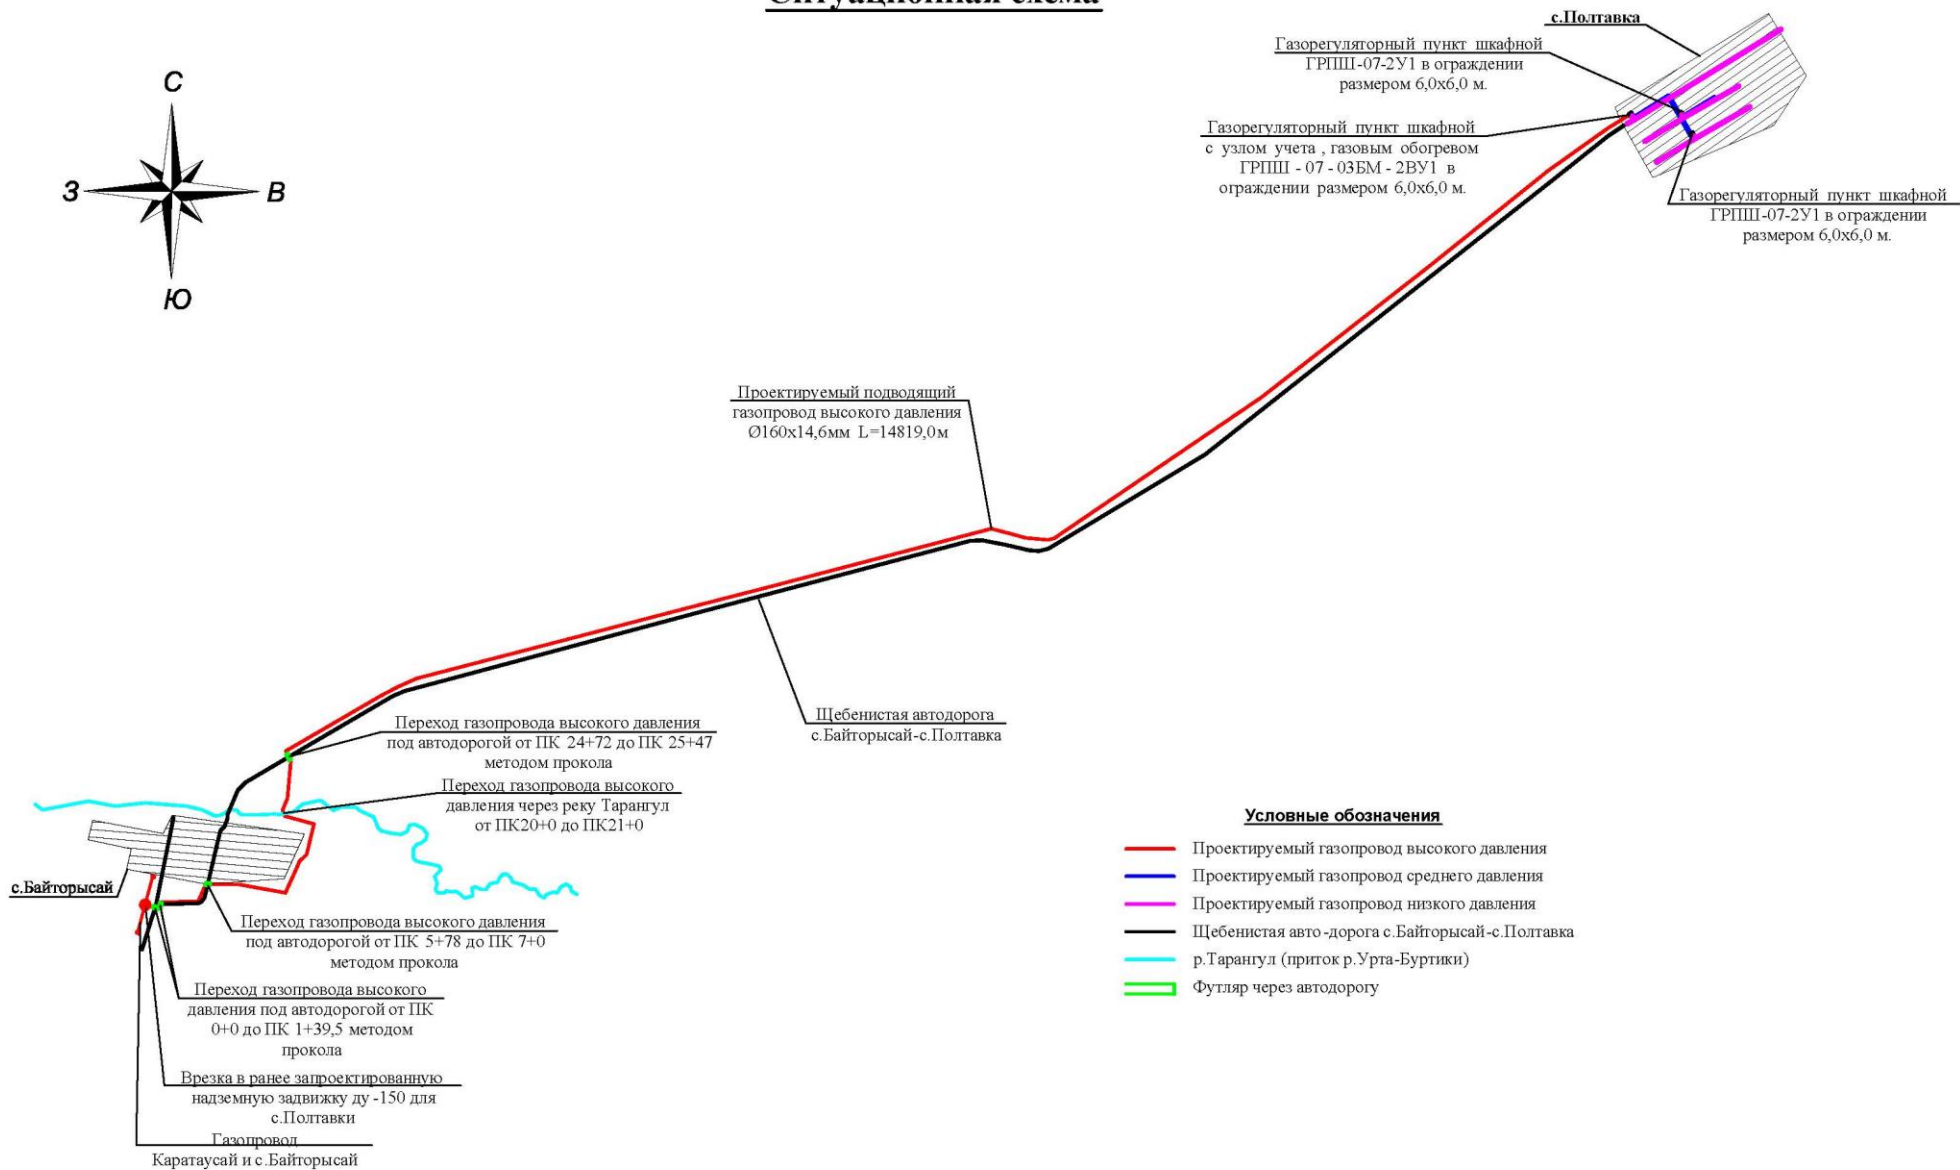 Ситуационная схема
с.Полтавка
Газорегуляторный пункт шкафной
ГРПШ-07-2У1 в ограждении
размером 6,0х6,0 м.
Газорегуляторный пункт шкафной
с узлом учета , газовым обогревом
ГРПШ - 07 - 03БМ - 2ВУ1 в
ограждении размером 6,0х6,0 м.
Газорегуляторный пункт шкафной
ГРПШ-07-2У1 в ограждении
размером 6,0х6,0 м.
С
З
В
Ю
Проектируемый подводящий
газопровод высокого давления
Ø160х14,6мм L=14819,0м
Щебенистая автодорога
с.Байторысай-с.Полтавка
Переход газопровода высокого давления
под автодорогой от ПК 24+72 до ПК 25+47
методом прокола
Переход газопровода высокого
давления через реку Тарангул
от ПК20+0 до ПК21+0
с.Байторысай
Переход газопровода высокого давления
под автодорогой от ПК 5+78 до ПК 7+0
методом прокола
Переход газопровода высокого
давления под автодорогой от ПК
0+0 до ПК 1+39,5 методом
прокола
Врезка в ранее запроектированную
надземную задвижку ду -150 для
с.Полтавки
Газопровод
Каратаусай и с.Байторысай
Условные обозначения
Проектируемый газопровод высокого давления
Проектируемый газопровод среднего давления
Проектируемый газопровод низкого давления
Щебенистая авто-дорога с.Байторысай-с.Полтавка
р.Тарангул (приток р.Урта-Буртики)
Футляр через автодорогу